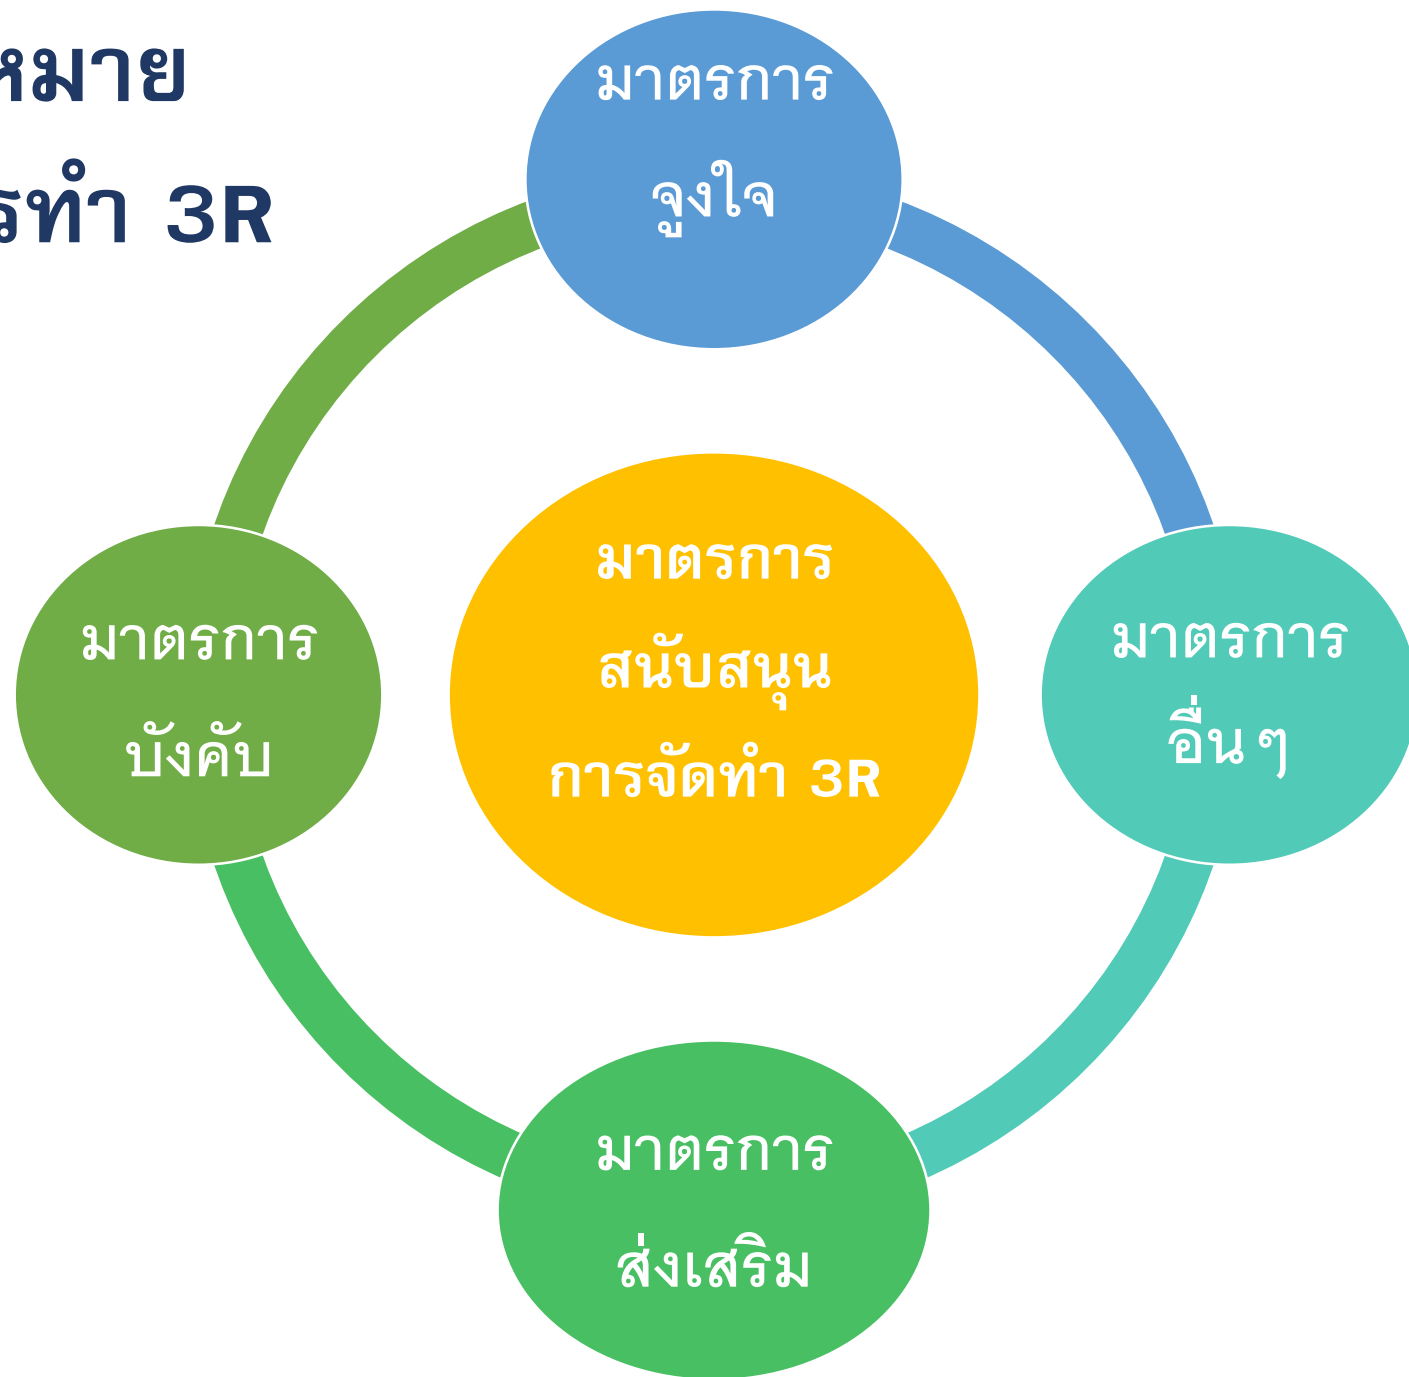 หมาย
รทำ 3R
มาตรการ
จูงใจ
มาตรการ
สนับสนุน
การจัดทำ 3R
มาตรการ
บังคับ
มาตรการ
อื่น ๆ
มาตรการ
ส่งเสริม